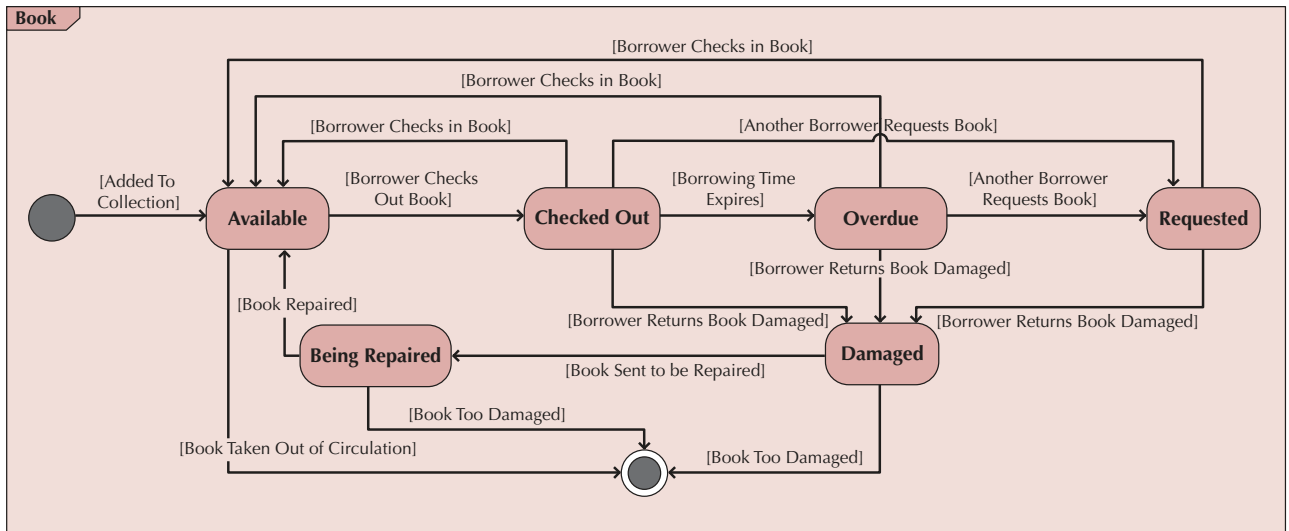 Book
[Borrower Checks in Book]
[Borrower Checks in Book]
[Borrower Checks in Book]
[Another Borrower Requests Book]
[Added To
Collection]
[Borrower Checks
Out Book]
[Borrowing Time
Expires]
[Another Borrower
Requests Book]
Available
Checked Out
Overdue
Requested
[Borrower Returns Book Damaged]
[Book Repaired]
[Borrower Returns Book Damaged]
[Borrower Returns Book Damaged]
Being Repaired
Damaged
[Book Sent to be Repaired]
[Book Too Damaged]
[Book Taken Out of Circulation]
[Book Too Damaged]